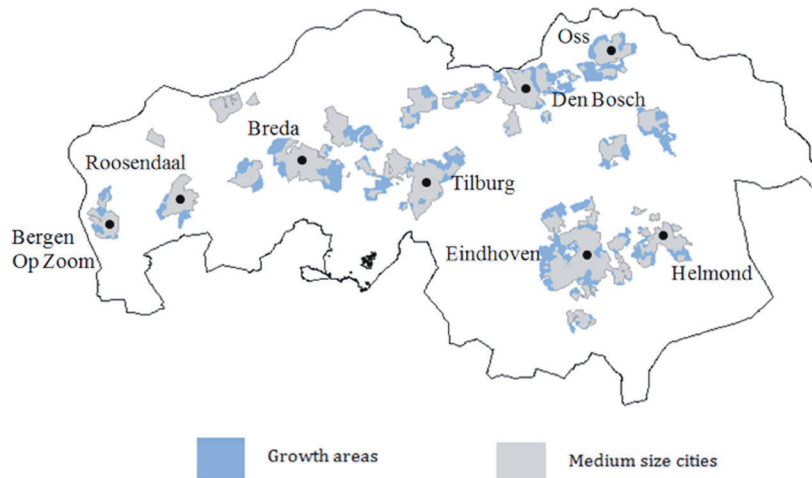 Oss
Den Bosch
Breda
Roosendaal
Tilburg
Bergen
Op Zoom
Eindhoven
Helmond
Growth areas
Medium size cities